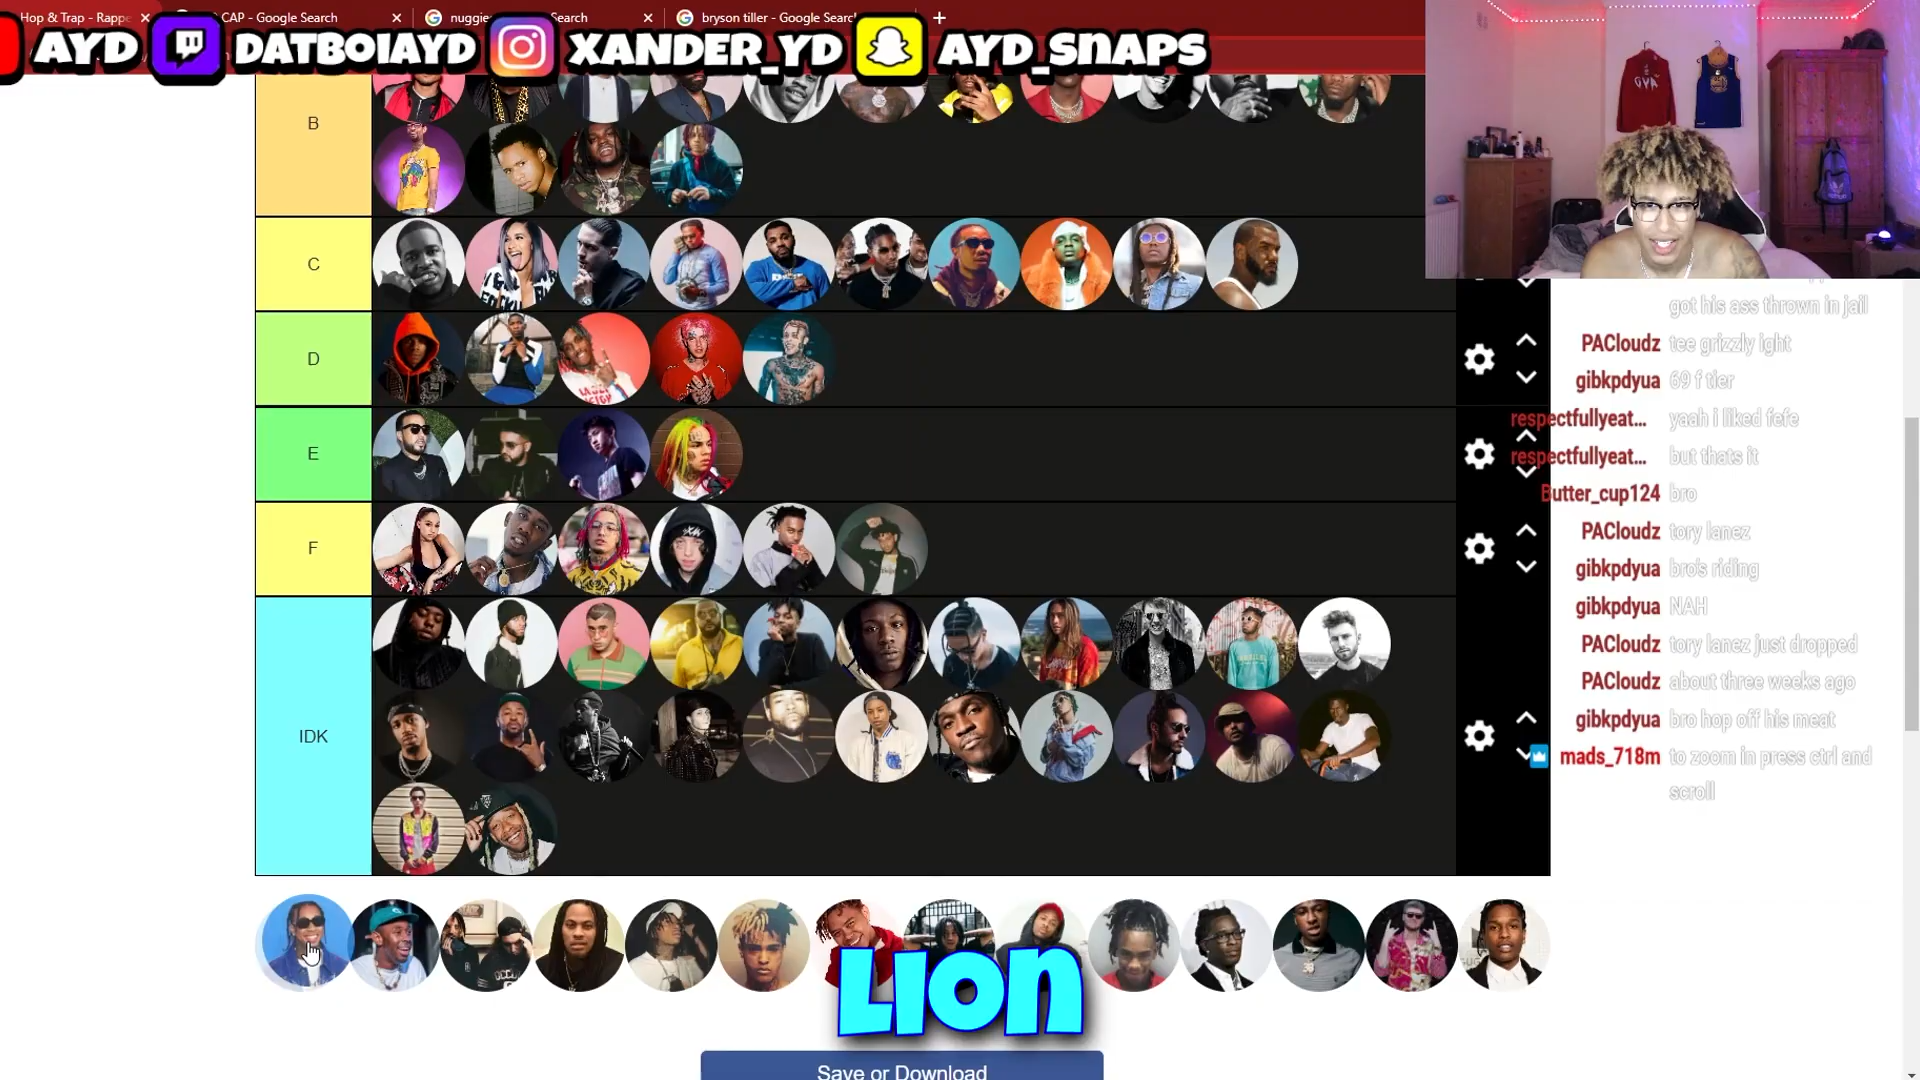 Hop & Trap - Rappe
CAP - Google Search
nuggie
Search
bryson tiller - Google Search
AYD
DATBOIAYD
XANDER_YD
AYD_SNAPS
B
C
D
E
F
IDK
got his ass thrown in jail
PACloudz tee grizzly ight
gibkpdyua 69 f tier
respectfullyeat... yaah i liked fefe
respectfullyeat... but thats it
Butter_cup124 bro
PACloudz tory lanez
gibkpdyua bro's riding
gibkpdyua NAH
PACloudz tory lanez just dropped
PACloudz about three weeks ago
gibkpdyua bro hop off his meat
mads_718m to zoom in press ctrl and
scroll
LION
Save or Download